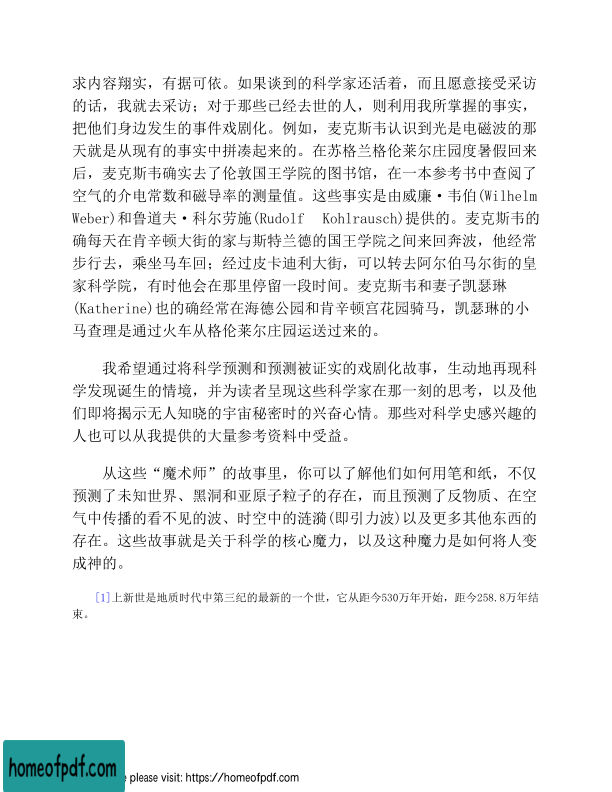 求内容翔实，有据可依。如果谈到的科学家还活着，而且愿意接受采访
的话，我就去采访；对于那些已经去世的人，则利用我所掌握的事实，
把他们身边发生的事件戏剧化。例如，麦克斯韦认识到光是电磁波的那
天就是从现有的事实中拼凑起来的。在苏格兰格伦莱尔庄园度暑假回来
后，麦克斯韦确实去了伦敦国王学院的图书馆，在一本参考书中查阅了
空气的介电常数和磁导率的测量值。这些事实是由威廉·韦伯(Wilhelm
Weber)和鲁道夫·科尔劳施(Rudolf Kohlrausch)提供的。麦克斯韦的
确每天在肯辛顿大街的家与斯特兰德的国王学院之间来回奔波，他经常
步行去，乘坐马车回；经过皮卡迪利大街，可以转去阿尔伯马尔街的皇
家科学院，有时他会在那里停留一段时间。麦克斯韦和妻子凯瑟琳
(Katherine)也的确经常在海德公园和肯辛顿宫花园骑马，凯瑟琳的小
马查理是通过火车从格伦莱尔庄园运送过来的。
我希望通过将科学预测和预测被证实的戏剧化故事，生动地再现科
学发现诞生的情境，并为读者呈现这些科学家在那一刻的思考，以及他
们即将揭示无人知晓的宇宙秘密时的兴奋心情。那些对科学史感兴趣的
人也可以从我提供的大量参考资料中受益。
从这些“魔术师”的故事里，你可以了解他们如何用笔和纸，不仅
预测了未知世界、黑洞和亚原子粒子的存在，而且预测了反物质、在空
气中传播的看不见的波、时空中的涟漪(即引力波)以及更多其他东西的
存在。这些故事就是关于科学的核心魔力，以及这种魔力是如何将人变
成神的。
[1]上新世是地质时代中第三纪的最新的一个世，它从距今530万年开始，距今258.8万年结
束。
homeofpdf.com
e please visit: https://homeofpdf.com